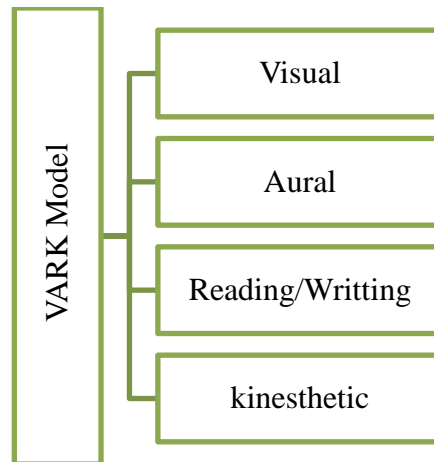 VARK Model
Visual
Aural
Reading/Writting
kinesthetic